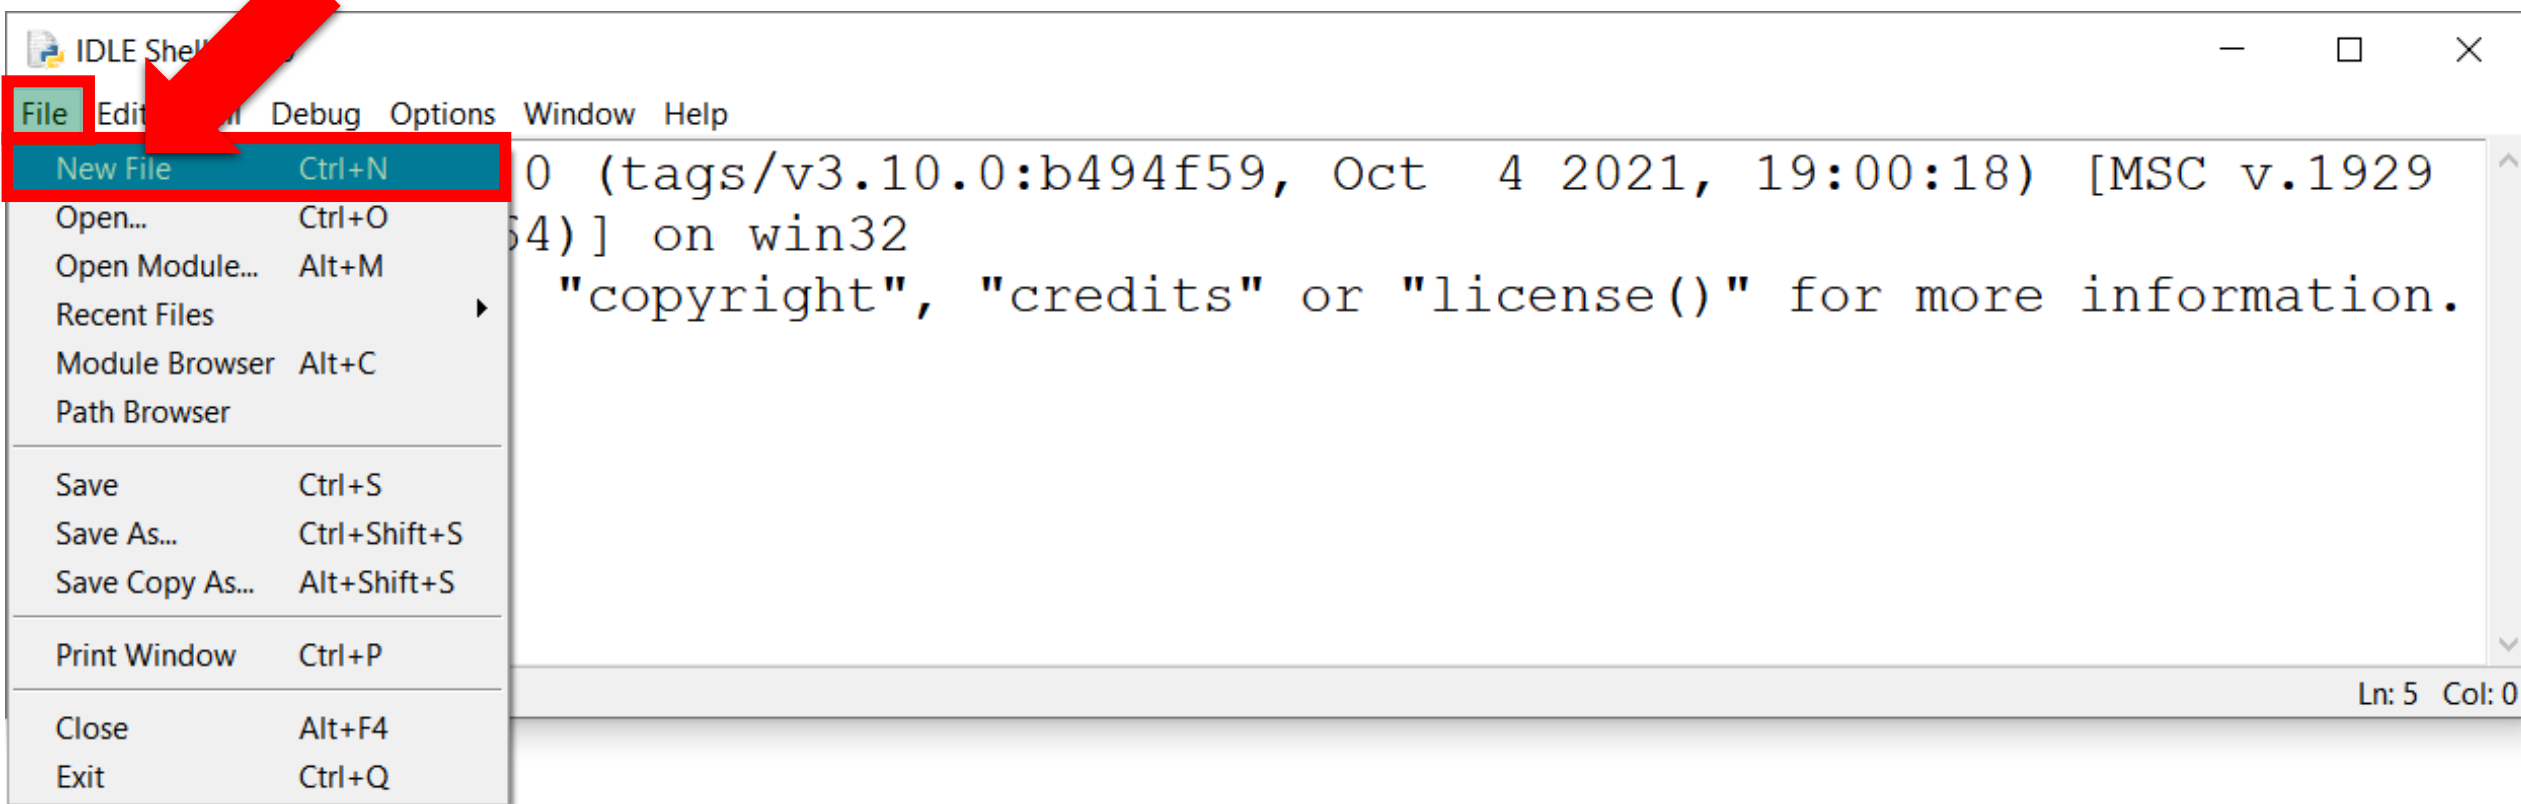 IDLE Shell
File Edit Debug Options Window Help
New File Ctrl+N
Open... Ctrl+O
Open Module... Alt+M
Recent Files
Module Browser Alt+C
Path Browser
Save Ctrl+S
Save As... Ctrl+Shift+S
Save Copy As... Alt+Shift+S
Print Window Ctrl+P
Close Alt+F4
Exit Ctrl+Q
0 (tags/v3.10.0:b494f59, Oct  4 2021, 19:00:18) [MSC v.1929
64)] on win32
"copyright", "credits" or "license()" for more information.
Ln: 5 Col: 0